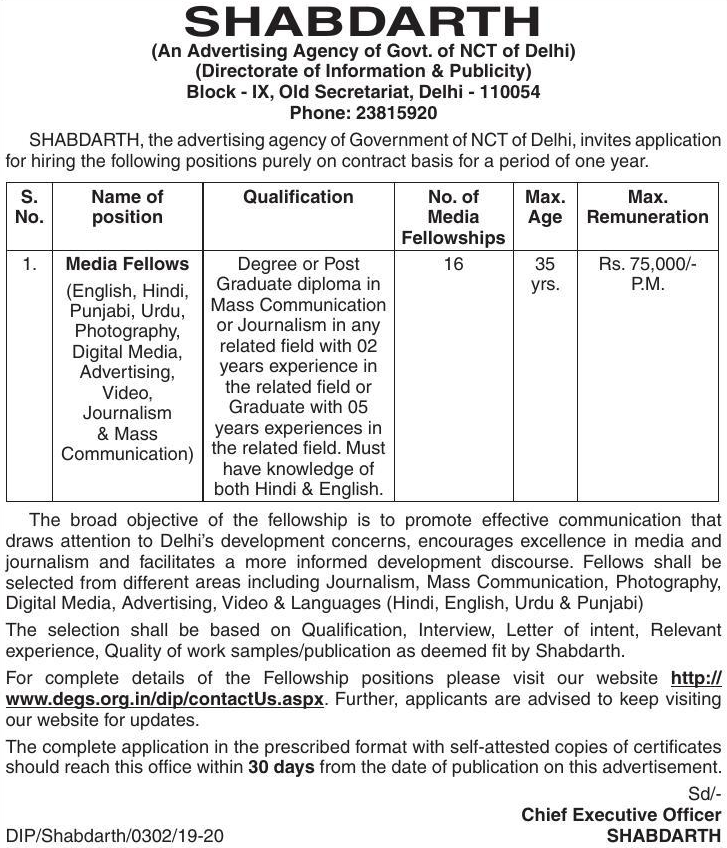 SHABDARTH
(An Advertising Agency of Govt. of NCT of Delhi)
(Directorate of Information & Publicity)
Block - IX, Old Secretariat, Delhi - 110054
Phone: 23815920
SHABDARTH, the advertising agency of Government of NCT of Delhi, invites application
for hiring the following positions purely on contract basis for a period of one year.
S. No.
Name of position
Qualification
No. of Media Fellowships
Max. Age
Max. Remuneration
1.
Media Fellows
(English, Hindi,
Punjabi, Urdu,
Photography,
Digital Media,
Advertising,
Video,
Journalism
& Mass
Communication)
Degree or Post
Graduate diploma in
Mass Communication
or Journalism in any
related field with 02
years experience in
the related field or
Graduate with 05
years experiences in
the related field. Must
have knowledge of
both Hindi & English.
16
35
yrs.
Rs. 75,000/-
P.M.
The broad objective of the fellowship is to promote effective communication that
draws attention to Delhi's development concerns, encourages excellence in media and
journalism and facilitates a more informed development discourse. Fellows shall be
selected from different areas including Journalism, Mass Communication, Photography,
Digital Media, Advertising, Video & Languages (Hindi, English, Urdu & Punjabi)
The selection shall be based on Qualification, Interview, Letter of intent, Relevant
experience, Quality of work samples/publication as deemed fit by Shabdarth.
For complete details of the Fellowship positions please visit our website http://
www.degs.org.in/dip/contactUs.aspx. Further, applicants are advised to keep visiting
our website for updates.
The complete application in the prescribed format with self-attested copies of certificates
should reach this office within 30 days from the date of publication on this advertisement.
Sd/-
Chief Executive Officer
DIP/Shabdarth/0302/19-20 SHABDARTH